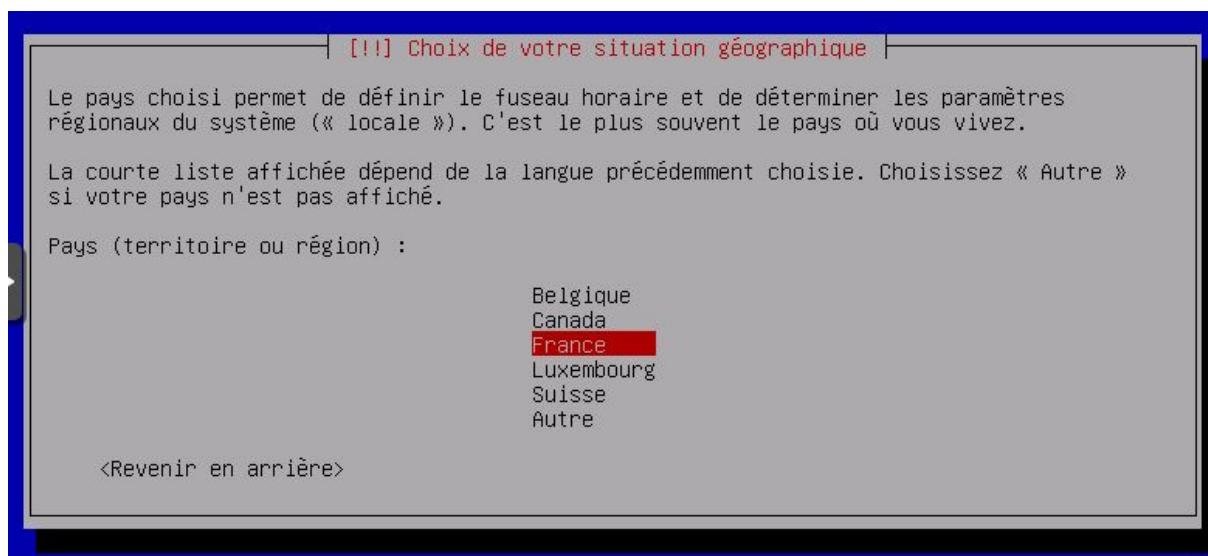 [!!] Choix de votre situation géographique
Le pays choisi permet de définir le fuseau horaire et de déterminer les paramètres
régionaux du système (« locale »). C'est le plus souvent le pays où vous vivez.
La courte liste affichée dépend de la langue précédemment choisie. Choisissez « Autre »
si votre pays n'est pas affiché.
Pays (territoire ou région) :
Belgique
Canada
France
Luxembourg
Suisse
Autre
<Revenir en arrière>